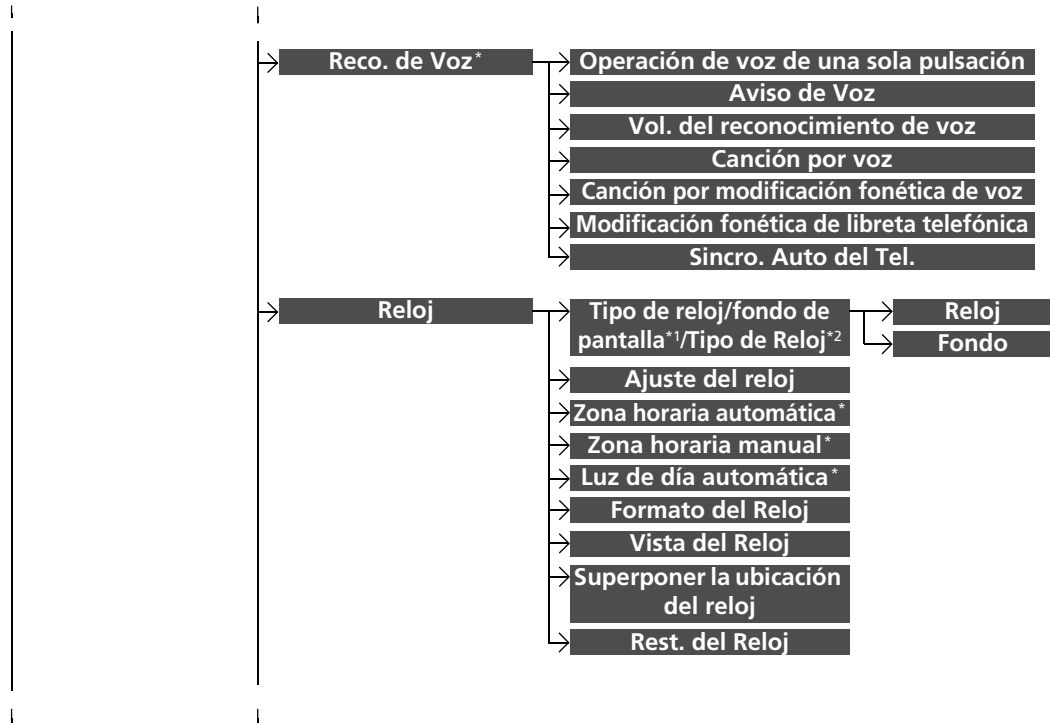 Reco. de Voz*
Operación de voz de una sola pulsación
Aviso de Voz
Vol. del reconocimiento de voz
Canción por voz
Canción por modificación fonética de voz
Modificación fonética de libreta telefónica
Sincro. Auto del Tel.
Reloj
Tipo de reloj/fondo de
pantalla*1/Tipo de Reloj*2
Reloj
Fondo
Ajuste del reloj
Zona horaria automática*
Zona horaria manual*
Luz de día automática*
Formato del Reloj
Vista del Reloj
Superponer la ubicación
del reloj
Rest. del Reloj